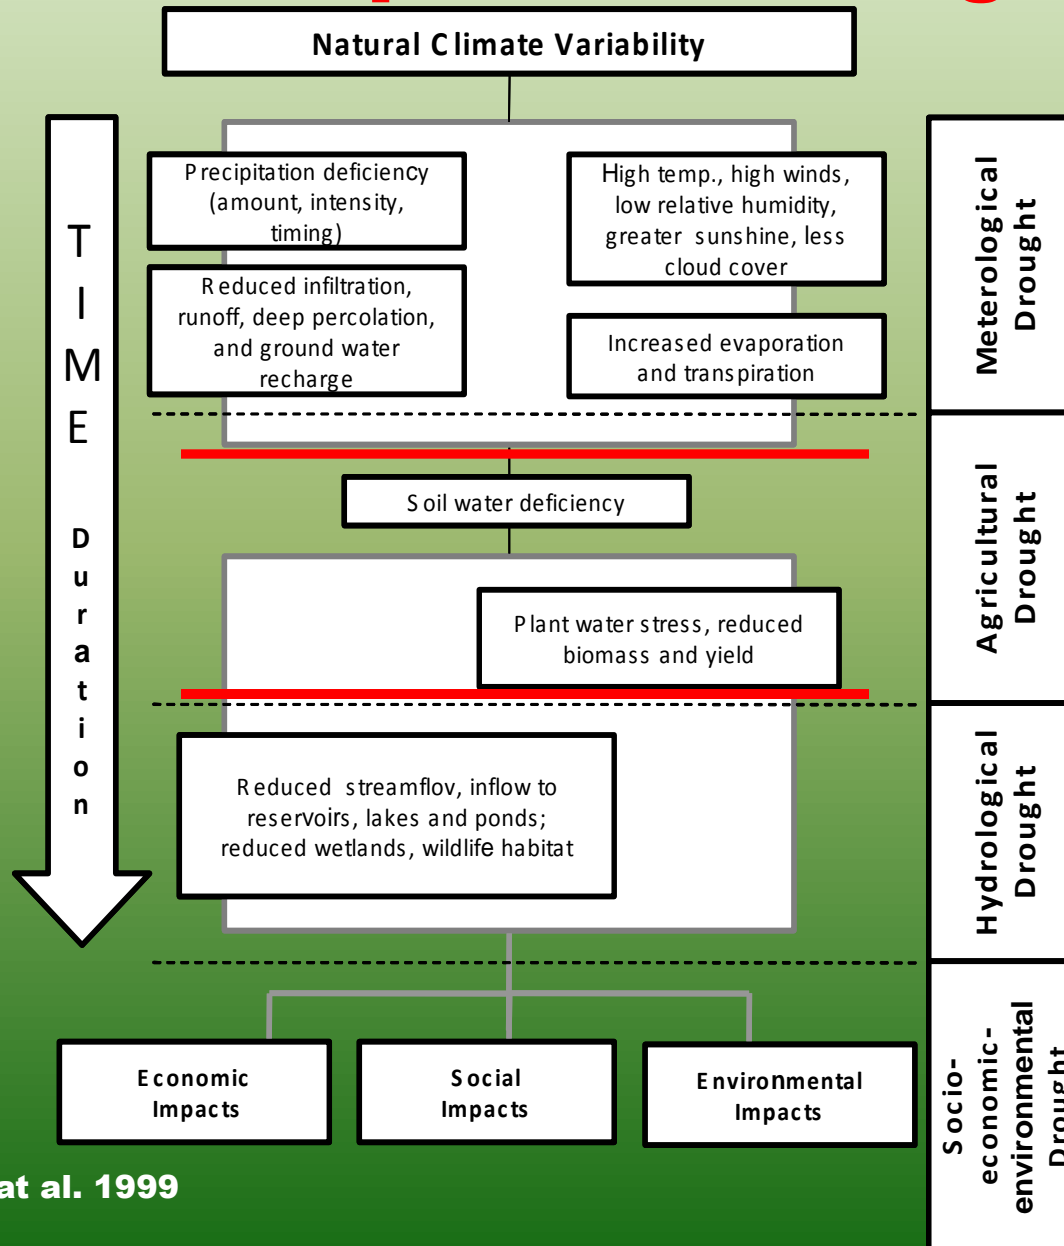 Natural Climate Variability
TIME
Duration
Precipitation deficiency
(amount, intensity,
timing)
High temp., high winds,
low relative humidity,
greater sunshine, less
cloud cover
Reduced infiltration,
runoff, deep percolation,
and ground water
recharge
Increased evaporation
and transpiration
Meterological
Drought
Soil water deficiency
Plant water stress, reduced
biomass and yield
Agricultural
Drought
Reduced streamflov, inflow to
reservoirs, lakes and ponds;
reduced wetlands, wildlife habitat
Hydrological
Drought
Economic
Impacts
Social
Impacts
Environmental
Impacts
Socio-
economic-
environmental
Drought
at al. 1999